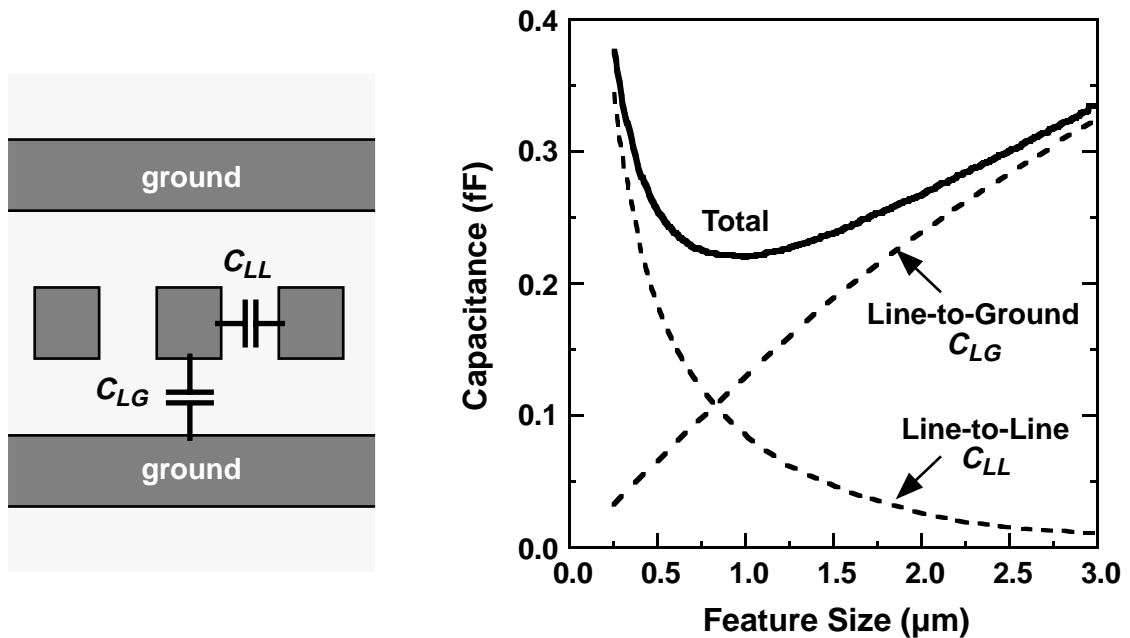 ground
C_LL
C_LG
ground
0.4
0.3
0.2
0.1
0.0
Capacitance (fF)
Total
Line-to-Ground
C_LG
Line-to-Line
C_LL
0.0 0.5 1.0 1.5 2.0 2.5 3.0
Feature Size (µm)